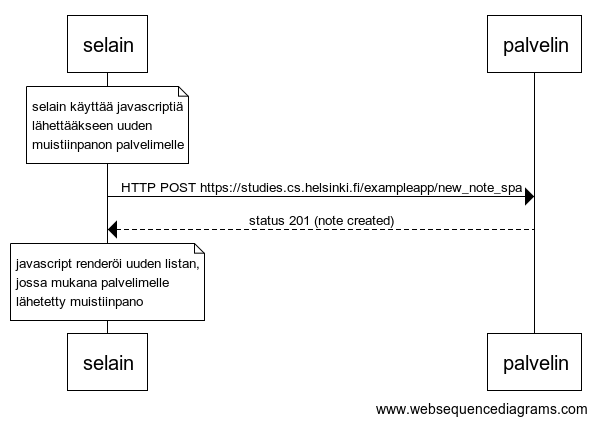 selain
palvelin
selain käyttää javascriptiä
lähettääkseen uuden
muistiinpanon palvelimelle
HTTP POST https://studies.cs.helsinki.fi/exampleapp/new_note_spa
status 201 (note created)
javascript renderöi uuden listan,
jossa mukana palvelimelle
lähetetty muistiinpano
selain
palvelin
www.websequencediagrams.com